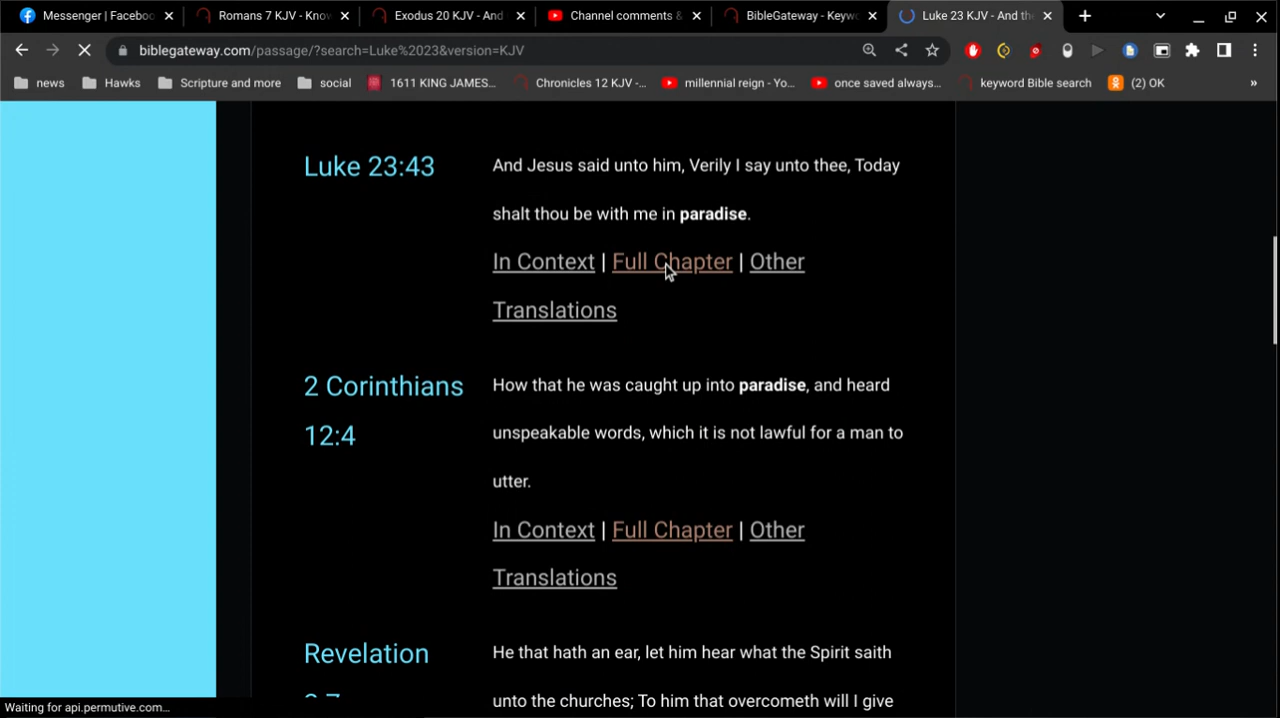 Messenger | Faceboo
Romans 7 KJV - Know
Exodus 20 KJV - And
Channel comments &
BibleGateway - Keyw
Luke 23 KJV - And the
biblegateway.com/passage/?search=Luke%2023&version=KJV
news
Hawks
Scripture and more
social
1611 KING JAMES...
Chronicles 12 KJV -...
millennial reign - Yo...
once saved always...
keyword Bible search
(2) OK
»
Luke 23:43
And Jesus said unto him, Verily I say unto thee, Today
shalt thou be with me in paradise.
In Context | Full Chapter | Other
Translations
2 Corinthians
12:4
How that he was caught up into paradise, and heard
unspeakable words, which it is not lawful for a man to
utter.
In Context | Full Chapter | Other
Translations
Revelation
He that hath an ear, let him hear what the Spirit saith
unto the churches; To him that overcometh will I give
Waiting for api.permutive.com...